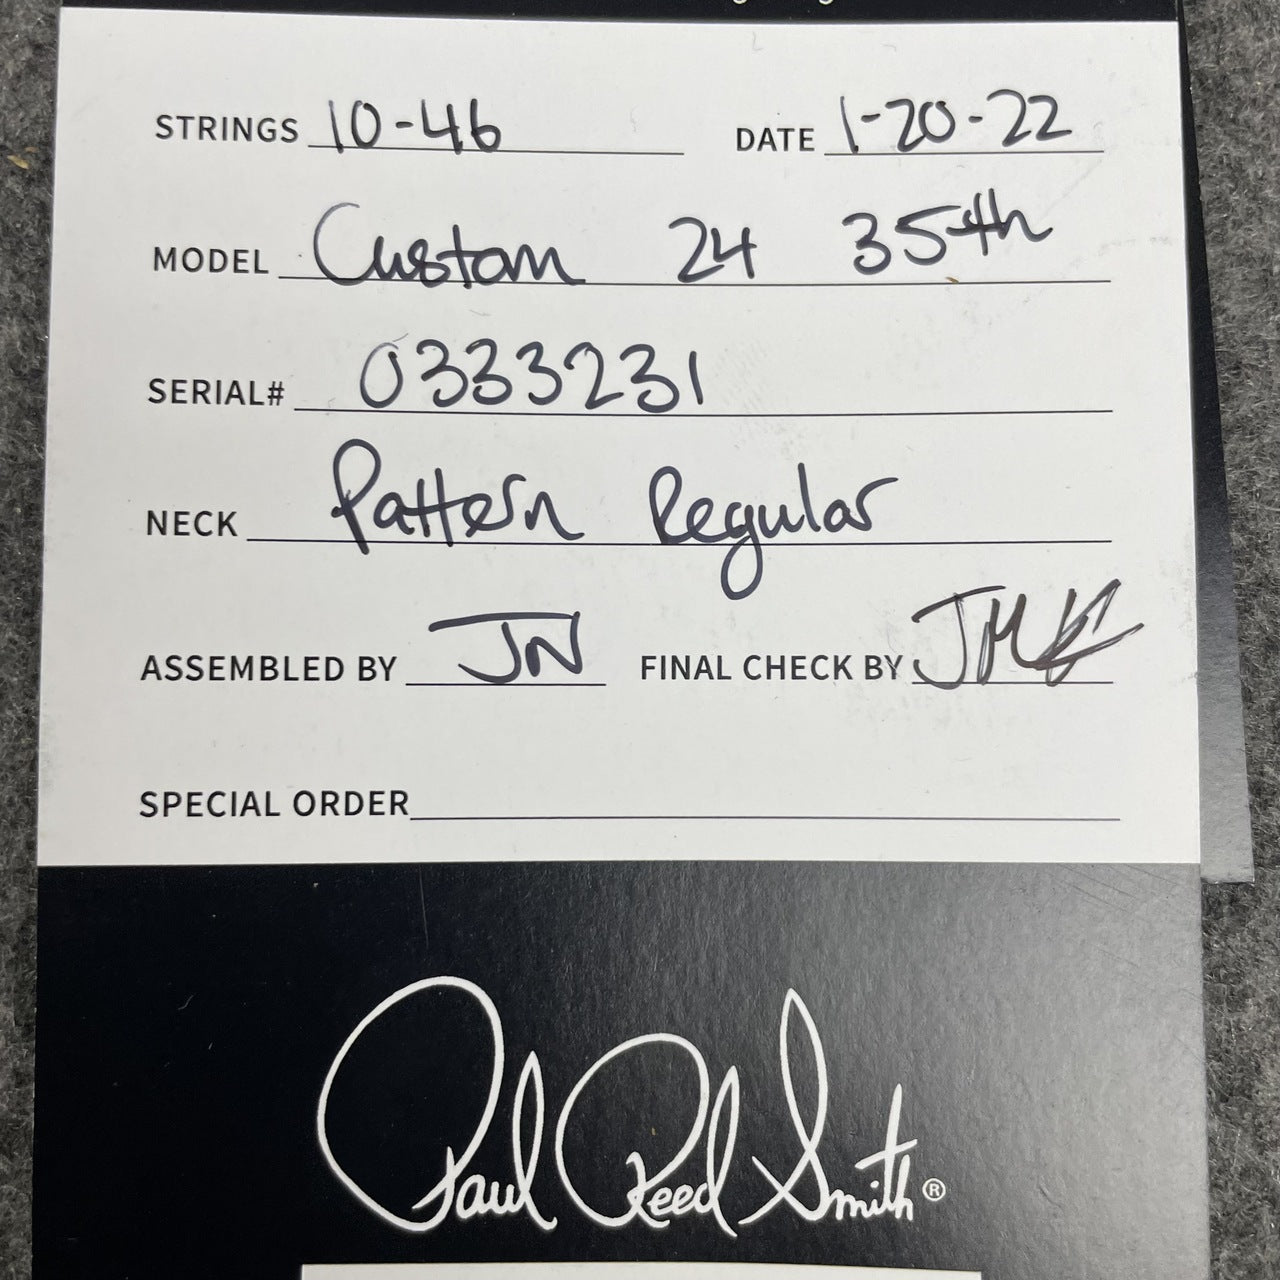 STRINGS 10-46 DATE 1-20-22
MODEL Custom 24 35th
SERIAL# 0333231
NECK Pattern Regular
ASSEMBLED BY JN FINAL CHECK BY
SPECIAL ORDER
Paul Reed Smith®